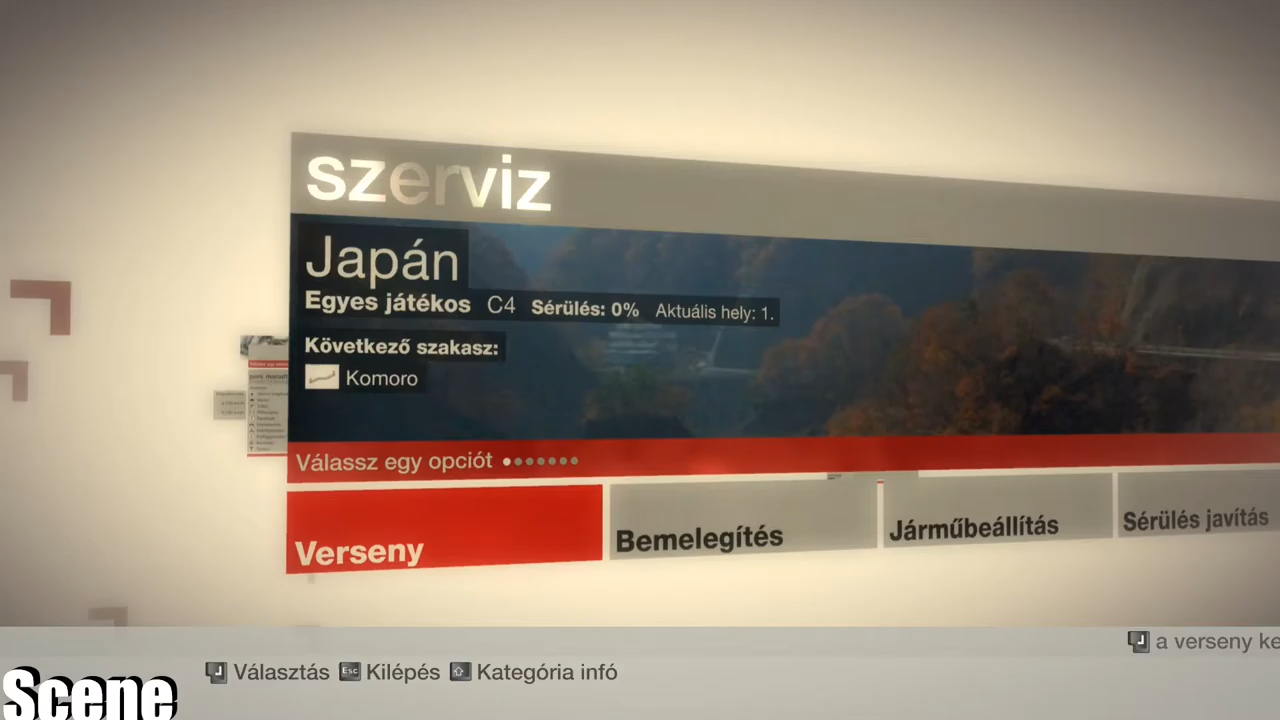 szerviz
Japán
Egyes játékos C4 Sérülés: 0% Aktuális hely: 1.
Következő szakasz:
Komoro
Válassz egy opciót
Verseny
Bemelegítés
Járműbeállítás
Sérülés javítás
a verseny ke
Esc
Választás Kilépés Kategória infó
Scene